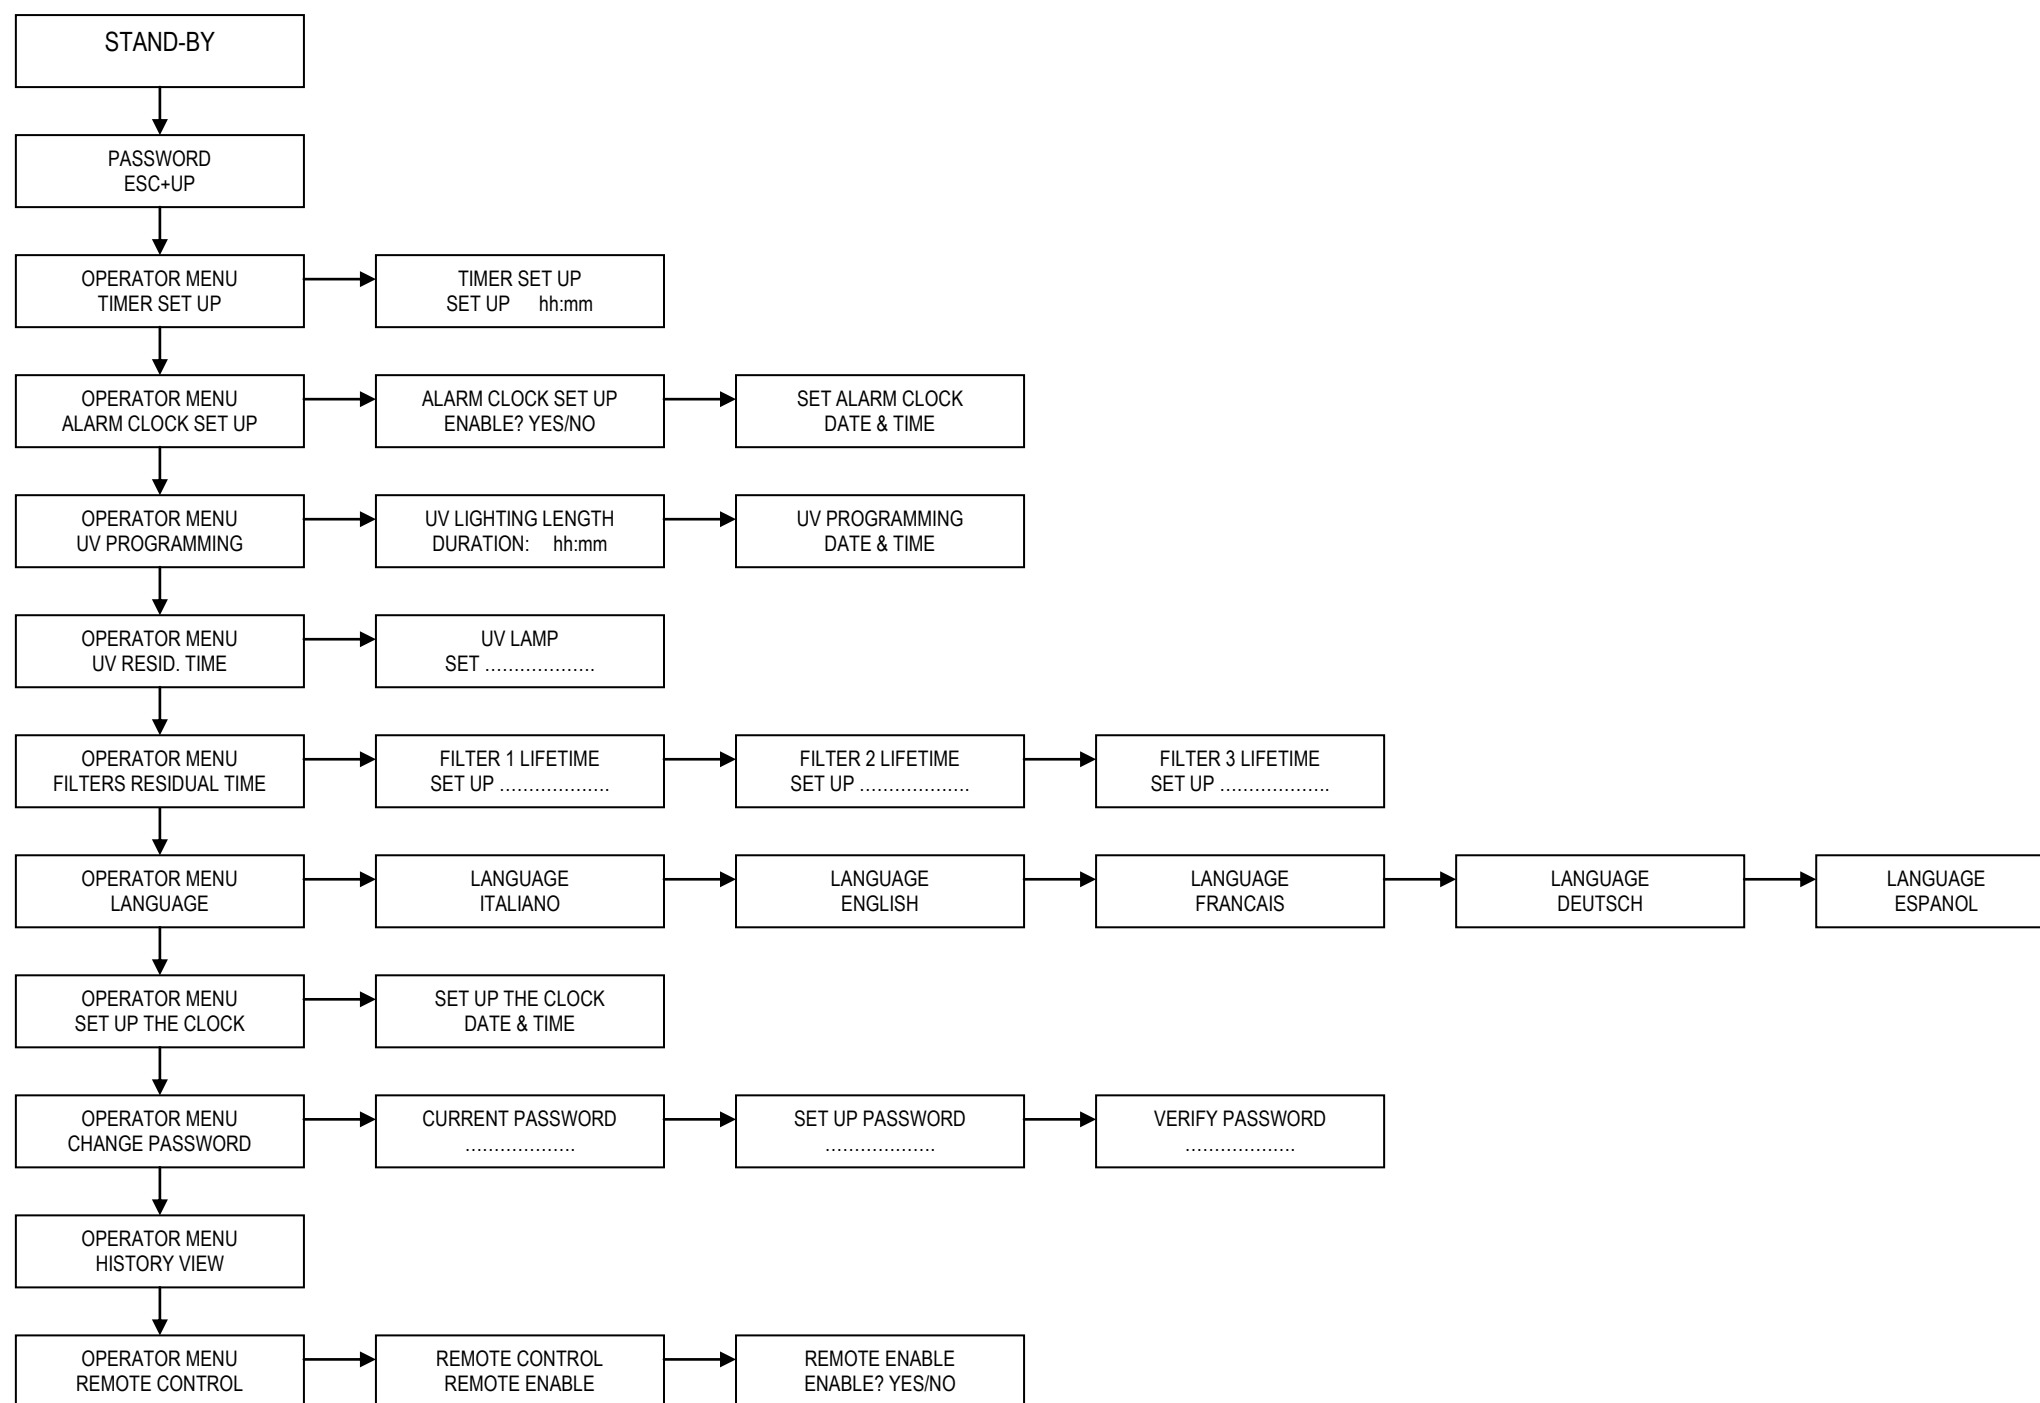 STAND-BY
PASSWORD
ESC+UP
OPERATOR MENU
TIMER SET UP
TIMER SET UP
SET UP hh:mm
OPERATOR MENU
ALARM CLOCK SET UP
ALARM CLOCK SET UP
ENABLE? YES/NO
SET ALARM CLOCK
DATE & TIME
OPERATOR MENU
UV PROGRAMMING
UV LIGHTING LENGTH
DURATION: hh:mm
UV PROGRAMMING
DATE & TIME
OPERATOR MENU
UV RESID. TIME
UV LAMP
SET ……………….
OPERATOR MENU
FILTERS RESIDUAL TIME
FILTER 1 LIFETIME
SET UP ……………….
FILTER 2 LIFETIME
SET UP ……………….
FILTER 3 LIFETIME
SET UP ……………….
OPERATOR MENU
LANGUAGE
LANGUAGE
ITALIANO
LANGUAGE
ENGLISH
LANGUAGE
FRANCAIS
LANGUAGE
DEUTSCH
LANGUAGE
ESPANOL
OPERATOR MENU
SET UP THE CLOCK
SET UP THE CLOCK
DATE & TIME
OPERATOR MENU
CHANGE PASSWORD
CURRENT PASSWORD
……………….
SET UP PASSWORD
……………….
VERIFY PASSWORD
……………….
OPERATOR MENU
HISTORY VIEW
OPERATOR MENU
REMOTE CONTROL
REMOTE CONTROL
REMOTE ENABLE
REMOTE ENABLE
ENABLE? YES/NO